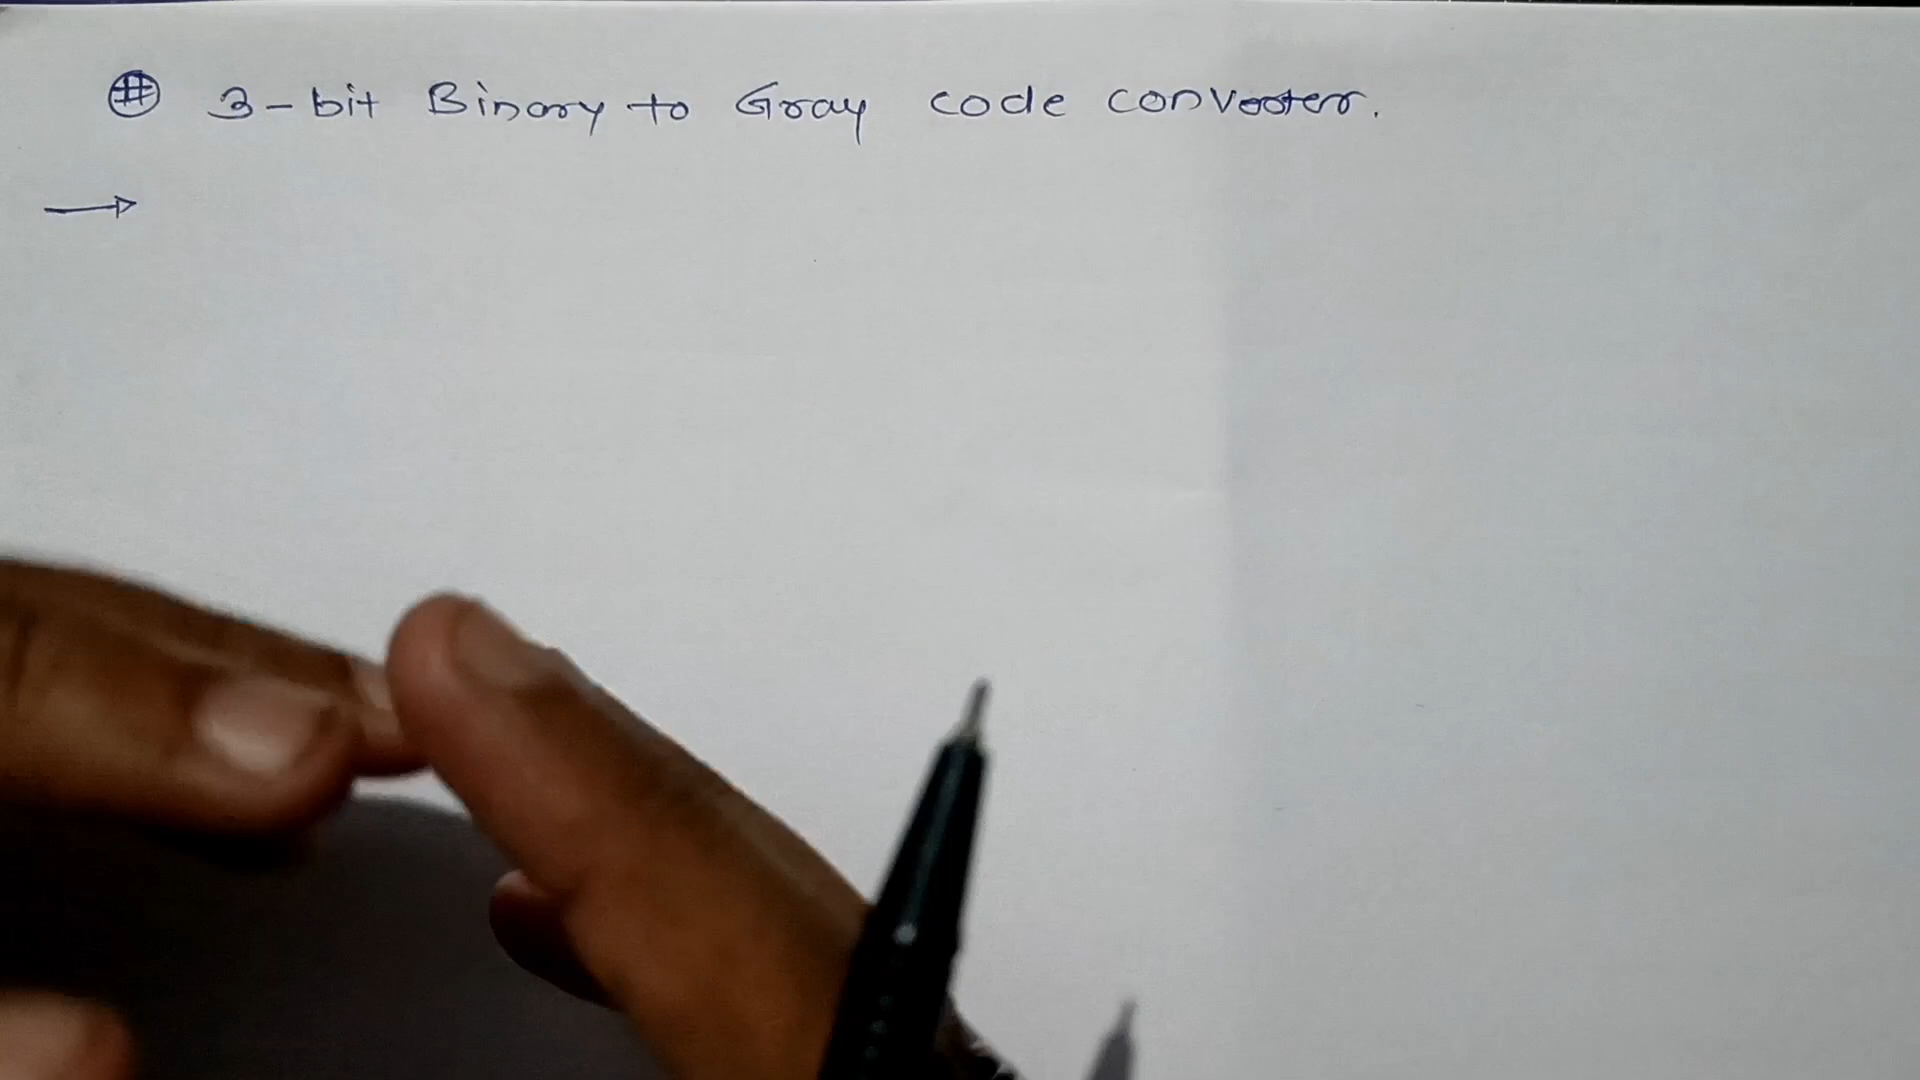 # 3-bit Binary to Gray code converter.
→